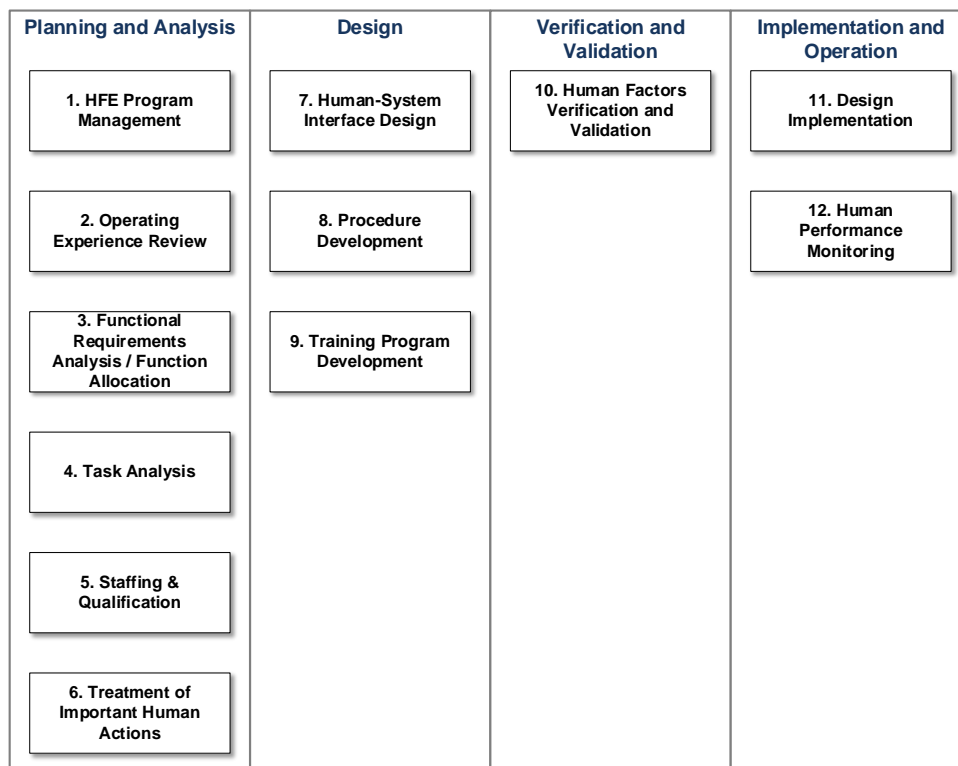 Planning and Analysis
1. HFE Program
Management
2. Operating
Experience Review
3. Functional
Requirements
Analysis / Function
Allocation
4. Task Analysis
5. Staffing &
Qualification
6. Treatment of
Important Human
Actions
Design
7. Human-System
Interface Design
8. Procedure
Development
9. Training Program
Development
Verification and
Validation
10. Human Factors
Verification and
Validation
Implementation and
Operation
11. Design
Implementation
12. Human
Performance
Monitoring